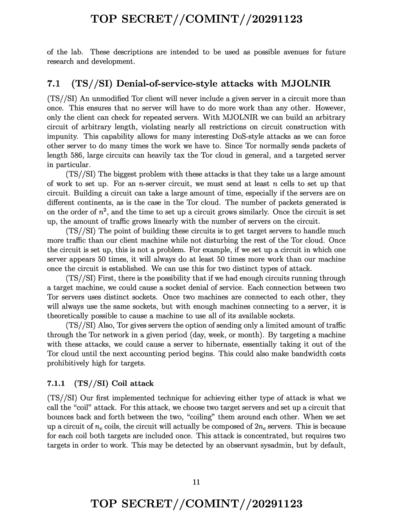 TOP SECRET//COMINT//20291123
of the lab. These descriptions are intended to be used as possible avenues for future
research and development.
7.1 (TS//SI) Denial-of-service-style attacks with MJOLNIR
(TS//SI) An unmodified Tor client will never include a given server in a circuit more than
once. This ensures that no server will have to do more work than any other. However,
only the client can check for repeated servers. With MJOLNIR we can build an arbitrary
circuit of arbitrary length, violating nearly all restrictions on circuit construction with
impunity. This capability allows for many interesting DoS-style attacks as we can force
other server to do many times the work we have to. Since Tor normally sends packets of
length 586, large circuits can heavily tax the Tor cloud in general, and a targeted server
in particular.
(TS//SI) The biggest problem with these attacks is that they take us a large amount
of work to set up. For an n-server circuit, we must send at least n cells to set up that
circuit. Building a circuit can take a large amount of time, especially if the servers are on
different continents, as is the case in the Tor cloud. The number of packets generated is
on the order of n², and the time to set up a circuit grows similarly. Once the circuit is set
up, the amount of traffic grows linearly with the number of servers on the circuit.
(TS//SI) The point of building these circuits is to get target servers to handle much
more traffic than our client machine while not disturbing the rest of the Tor cloud. Once
the circuit is set up, this is not a problem. For example, if we set up a circuit in which one
server appears 50 times, it will always do at least 50 times more work than our machine
once the circuit is established. We can use this for two distinct types of attack.
(TS//SI) First, there is the possibility that if we had enough circuits running through
a target machine, we could cause a socket denial of service. Each connection between two
Tor servers uses distinct sockets. Once two machines are connected to each other, they
will always use the same sockets, but with enough machines connecting to a server, it is
theoretically possible to cause a machine to use all of its available sockets.
(TS//SI) Also, Tor gives servers the option of sending only a limited amount of traffic
through the Tor network in a given period (day, week, or month). By targeting a machine
with these attacks, we could cause a server to hibernate, essentially taking it out of the
Tor cloud until the next accounting period begins. This could also make bandwidth costs
prohibitively high for targets.
7.1.1 (TS//SI) Coil attack
(TS//SI) Our first implemented technique for achieving either type of attack is what we
call the "coil" attack. For this attack, we choose two target servers and set up a circuit that
bounces back and forth between the two, "coiling" them around each other. When we set
up a circuit of nₑ coils, the circuit will actually be composed of 2nₑ servers. This is because
for each coil both targets are included once. This attack is concentrated, but requires two
targets in order to work. This may be detected by an observant sysadmin, but by default,
11
TOP SECRET//COMINT//20291123